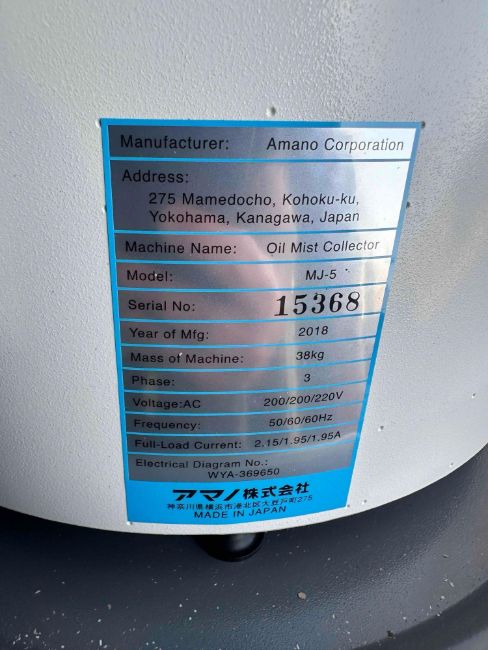 Manufacturer: Amano Corporation
Address:
275 Mamedocho, Kohoku-ku,
Yokohama, Kanagawa, Japan
Machine Name: Oil Mist Collector
Model: MJ-5
Serial No: 15368
Year of Mfg: 2018
Mass of Machine: 38kg
Phase: 3
Voltage:AC 200/200/220V
Frequency: 50/60/60Hz
Full-Load Current: 2.15/1.95/1.95A
Electrical Diagram No.:
WYA-369650
アマノ株式会社
神奈川県横浜市港北区大豆戸町275
MADE IN JAPAN